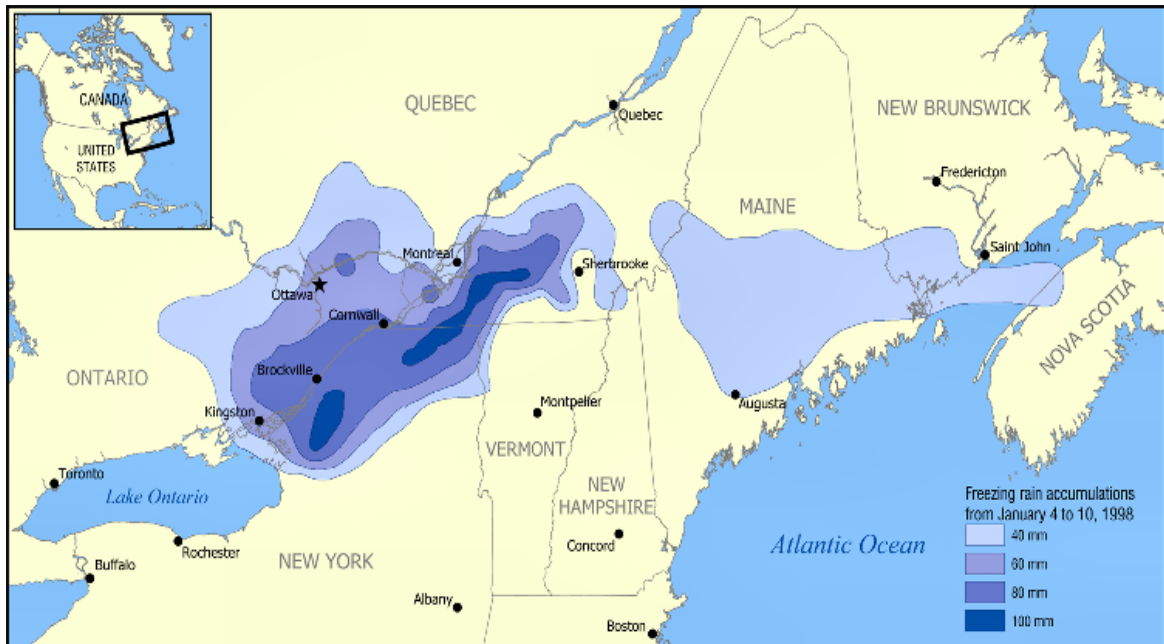 CANADA
UNITED
STATES
QUEBEC
Quebec
NEW BRUNSWICK
Fredericton
MAINE
Saint John
Montreal
Sherbrooke
Ottawa
Cornwall
NOVA SCOTIA
ONTARIO
Brockville
Kingston
Augusta
Montpelier
VERMONT
Toronto
Lake Ontario
NEW
HAMPSHIRE
Concord
Rochester
Buffalo
NEW YORK
Albany
Boston
Atlantic Ocean
Freezing rain accumulations
from January 4 to 10, 1998
40 mm
60 mm
80 mm
100 mm